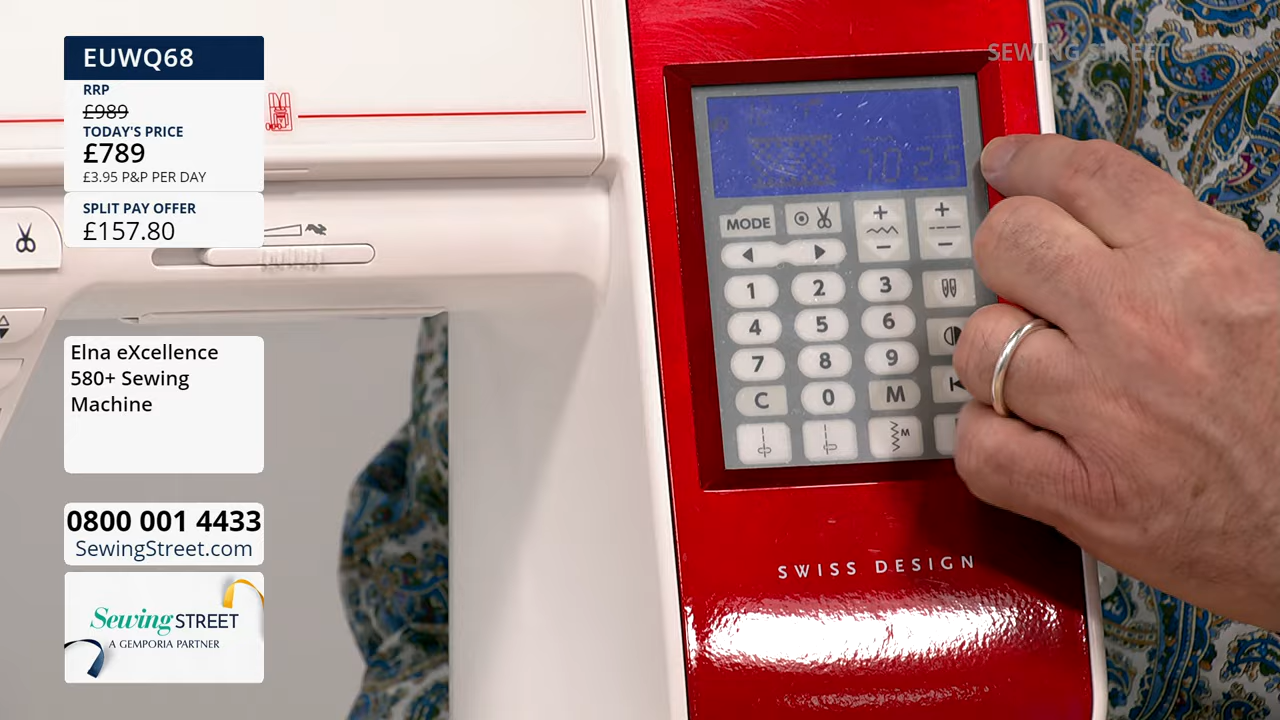 EUWQ68
RRP
£989
TODAY'S PRICE
£789
£3.95 P&P PER DAY
SPLIT PAY OFFER
£157.80
Elna eXcellence
580+ Sewing
Machine
0800 001 4433
SewingStreet.com
Sewing STREET
A GEMPORIA PARTNER
SEWING STREET
70 25
MODE
+ +
- -
1 2 3
4 5 6
7 8 9
C 0 M
M
SWISS DESIGN